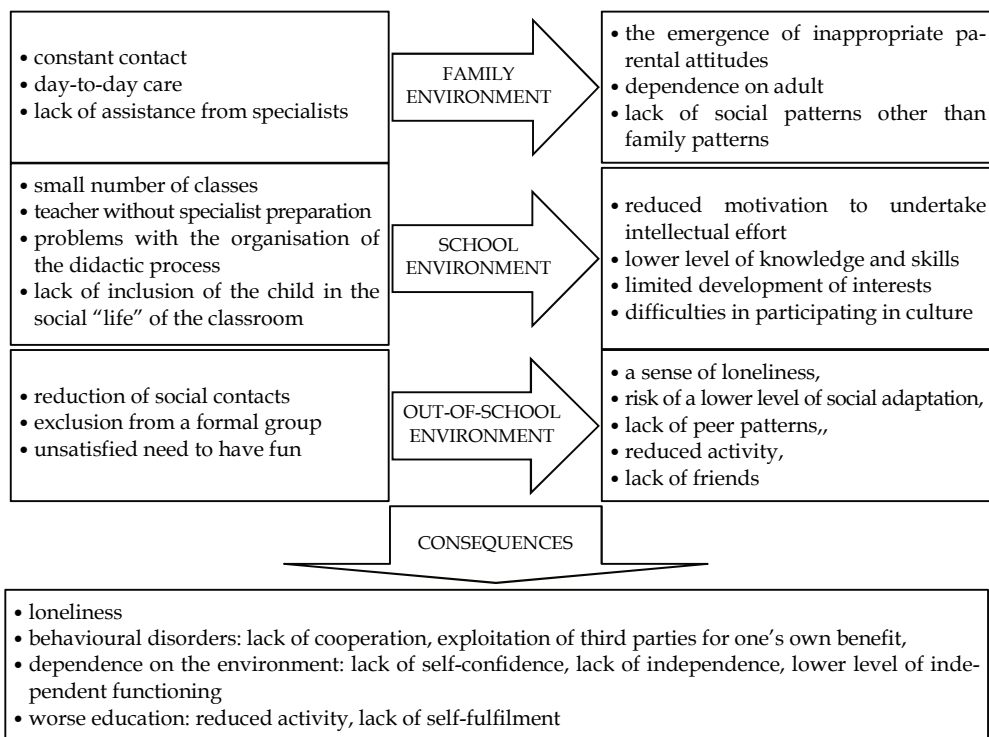 • constant contact
• day-to-day care
• lack of assistance from specialists
FAMILY
ENVIRONMENT
• the emergence of inappropriate pa-
rental attitudes
• dependence on adult
• lack of social patterns other than
family patterns
• small number of classes
• teacher without specialist preparation
• problems with the organisation of
the didactic process
• lack of inclusion of the child in the
social “life” of the classroom
SCHOOL
ENVIRONMENT
• reduced motivation to undertake
intellectual effort
• lower level of knowledge and skills
• limited development of interests
• difficulties in participating in culture
• reduction of social contacts
• exclusion from a formal group
• unsatisfied need to have fun
OUT-OF-SCHOOL
ENVIRONMENT
• a sense of loneliness,
• risk of a lower level of social adaptation,
• lack of peer patterns,,
• reduced activity,
• lack of friends
CONSEQUENCES
• loneliness
• behavioural disorders: lack of cooperation, exploitation of third parties for one’s own benefit,
• dependence on the environment: lack of self-confidence, lack of independence, lower level of inde-
pendent functioning
• worse education: reduced activity, lack of self-fulfilment